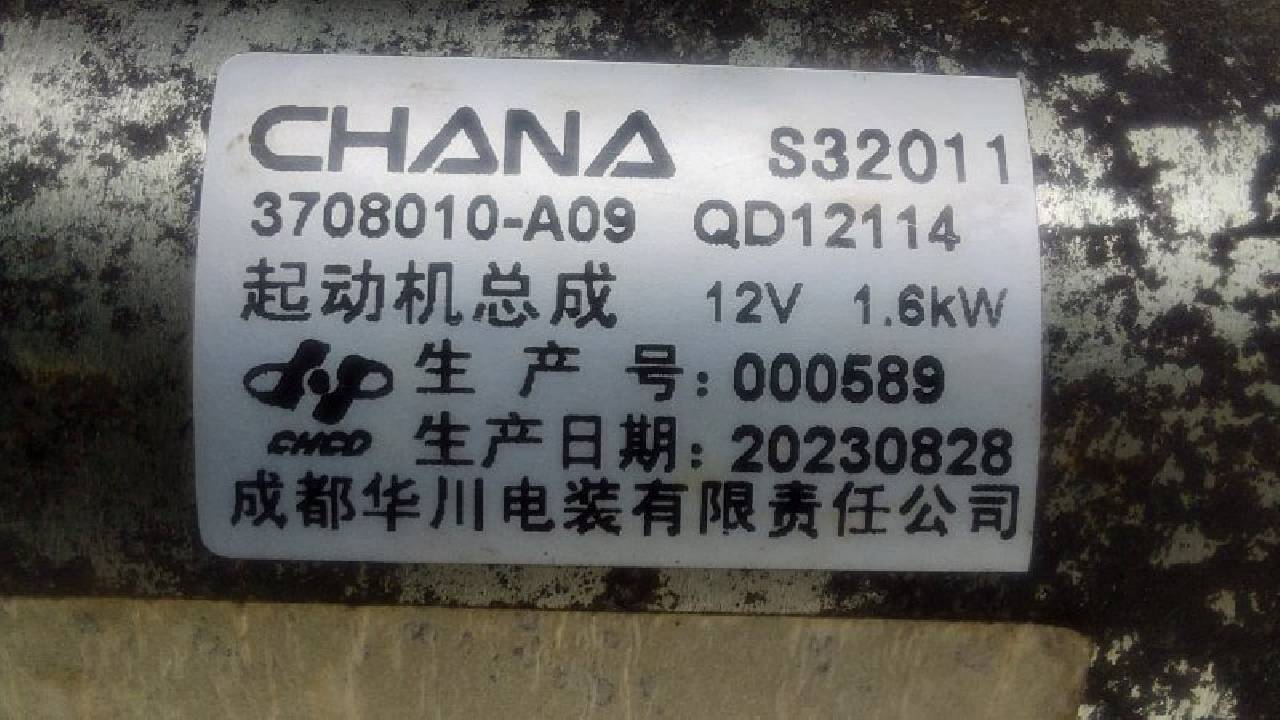 CHANA S32011
3708010-A09 QD12114
起动机总成 12V 1.6kW
生产号:000589
CHCD 生产日期:20230828
成都华川电装有限责任公司